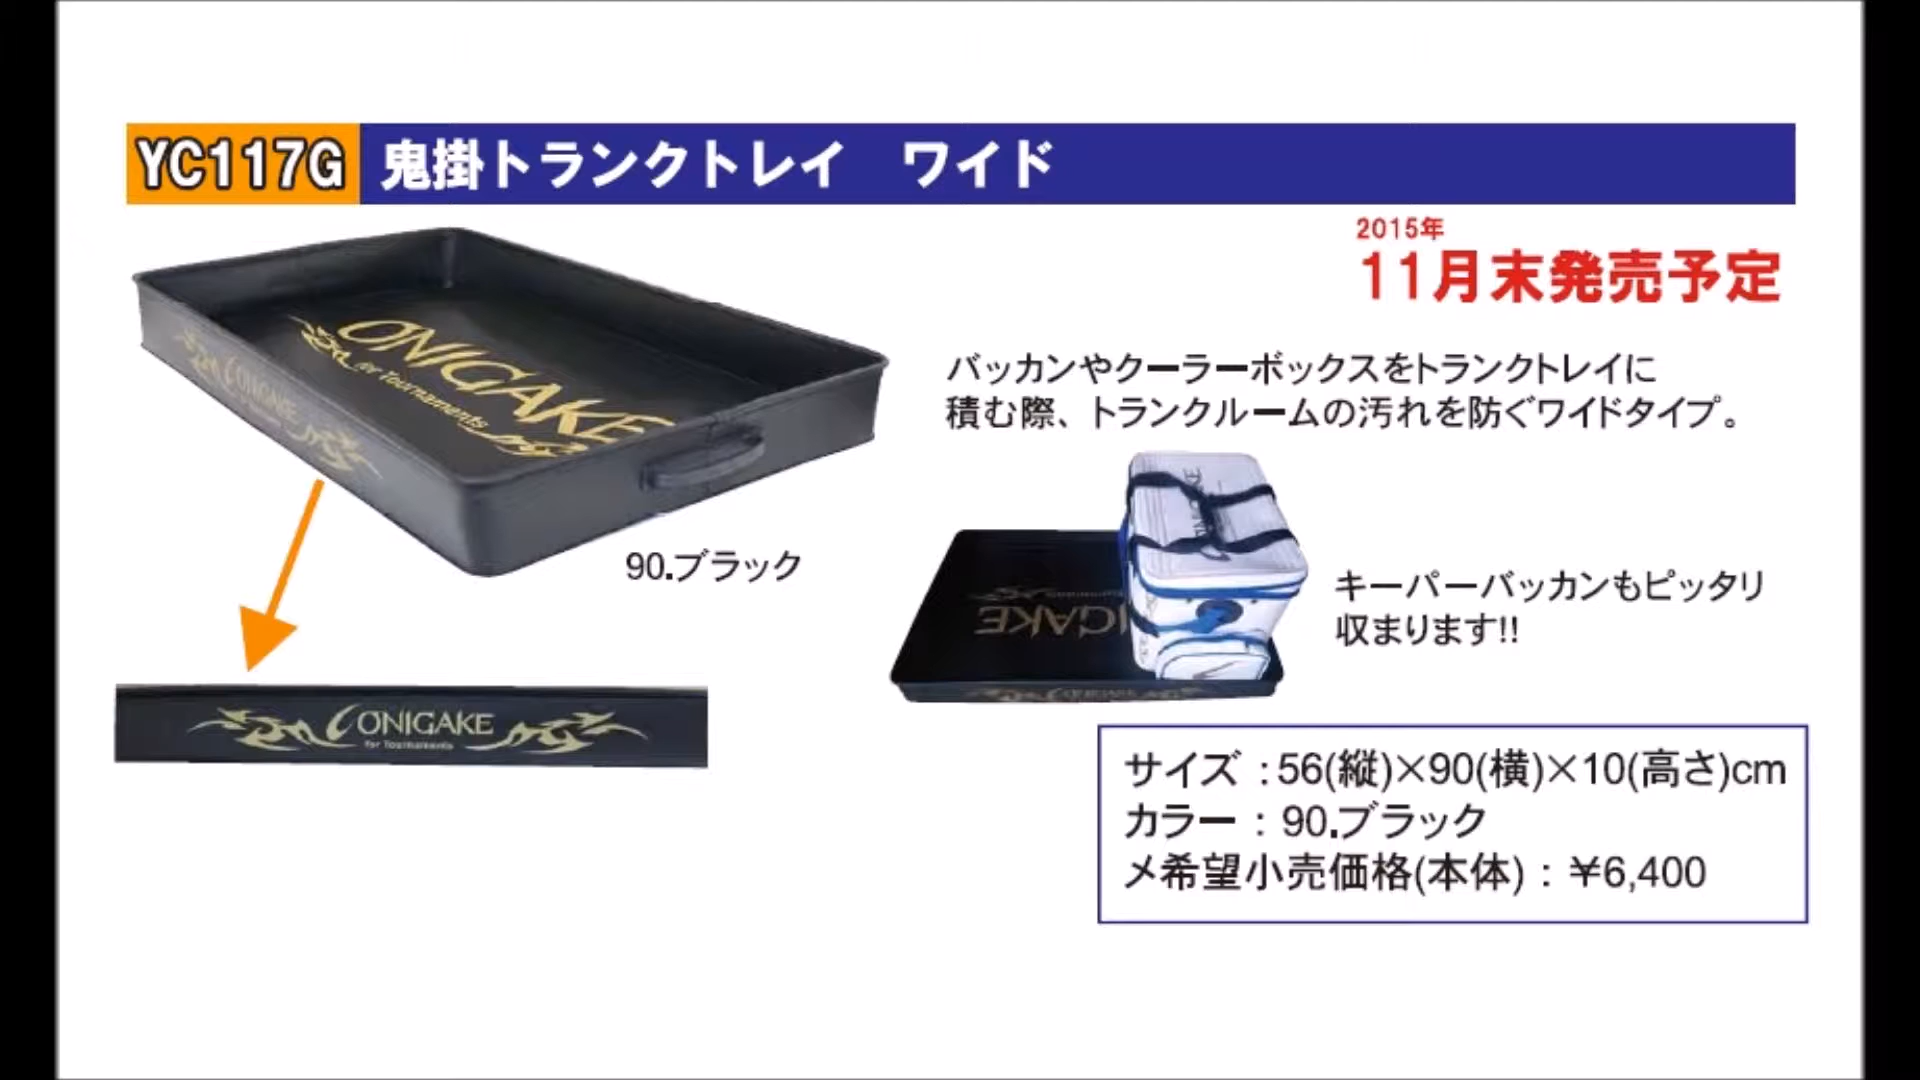 YC117G 鬼掛トランクトレイ　ワイド
2015年
11月末発売予定
バッカンやクーラーボックスをトランクトレイに
積む際、トランクルームの汚れを防ぐワイドタイプ。
ONIGAKE
for Tournaments
ONIGAKE
90.ブラック
キーパーバッカンもピッタリ
収まります!!
ONIGAKE
ONIGAKE
for Tournaments
サイズ：56(縦)×90(横)×10(高さ)cm
カラー：90.ブラック
メ希望小売価格(本体)：¥6,400